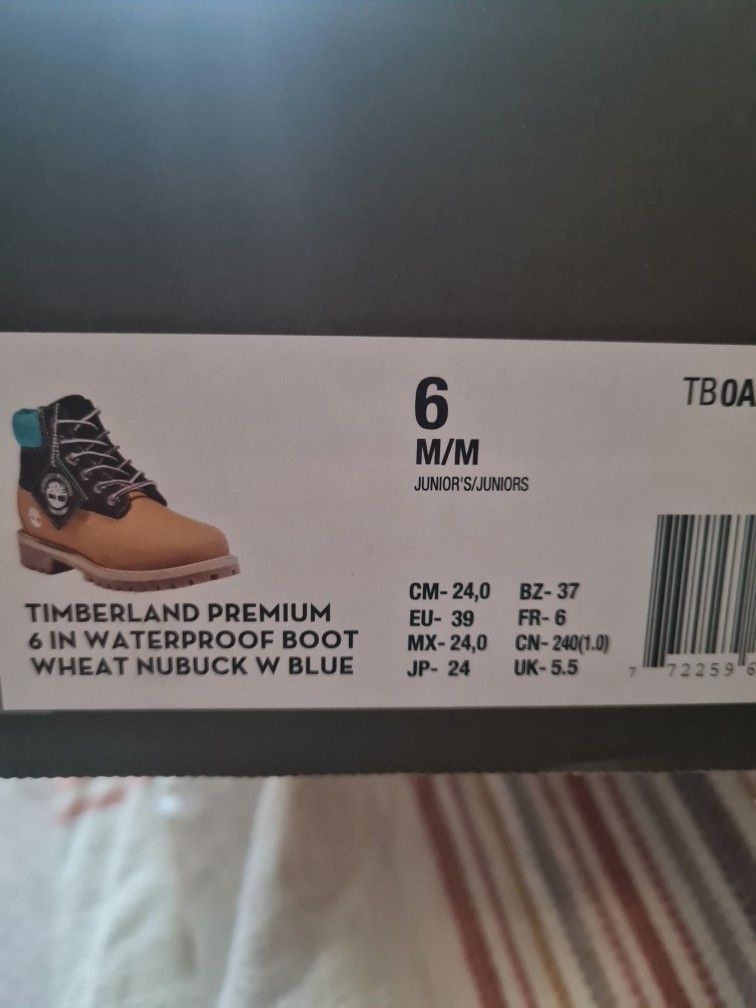 6
M/M
JUNIOR'S/JUNIORS
TB0A
TIMBERLAND PREMIUM
6 IN WATERPROOF BOOT
WHEAT NUBUCK W BLUE
CM- 24,0 BZ- 37
EU- 39 FR- 6
MX- 24,0 CN- 240(1.0)
JP- 24 UK- 5.5
7 72259 6